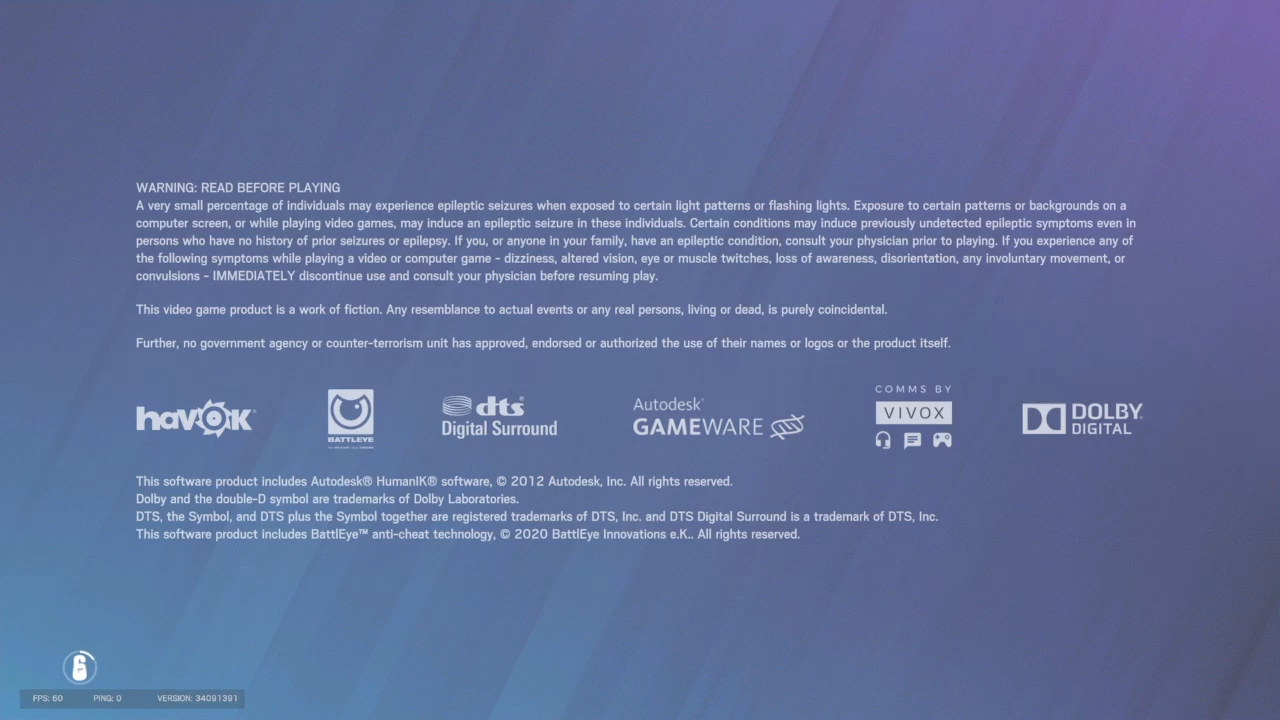 WARNING: READ BEFORE PLAYING
A very small percentage of individuals may experience epileptic seizures when exposed to certain light patterns or flashing lights. Exposure to certain patterns or backgrounds on a
computer screen, or while playing video games, may induce an epileptic seizure in these individuals. Certain conditions may induce previously undetected epileptic symptoms even in
persons who have no history of prior seizures or epilepsy. If you, or anyone in your family, have an epileptic condition, consult your physician prior to playing. If you experience any of
the following symptoms while playing a video or computer game - dizziness, altered vision, eye or muscle twitches, loss of awareness, disorientation, any involuntary movement, or
convulsions - IMMEDIATELY discontinue use and consult your physician before resuming play.
This video game product is a work of fiction. Any resemblance to actual events or any real persons, living or dead, is purely coincidental.
Further, no government agency or counter-terrorism unit has approved, endorsed or authorized the use of their names or logos or the product itself.
havok
BATTLEYE
dts
Digital Surround
Autodesk®
GAMEWARE
COMMS BY
VIVOX
DOLBY
DIGITAL
This software product includes Autodesk® HumanIK® software, © 2012 Autodesk, Inc. All rights reserved.
Dolby and the double-D symbol are trademarks of Dolby Laboratories.
DTS, the Symbol, and DTS plus the Symbol together are registered trademarks of DTS, Inc. and DTS Digital Surround is a trademark of DTS, Inc.
This software product includes BattlEye™ anti-cheat technology, © 2020 BattlEye Innovations e.K.. All rights reserved.
6
FPS: 60 PING: 0 VERSION: 34091391